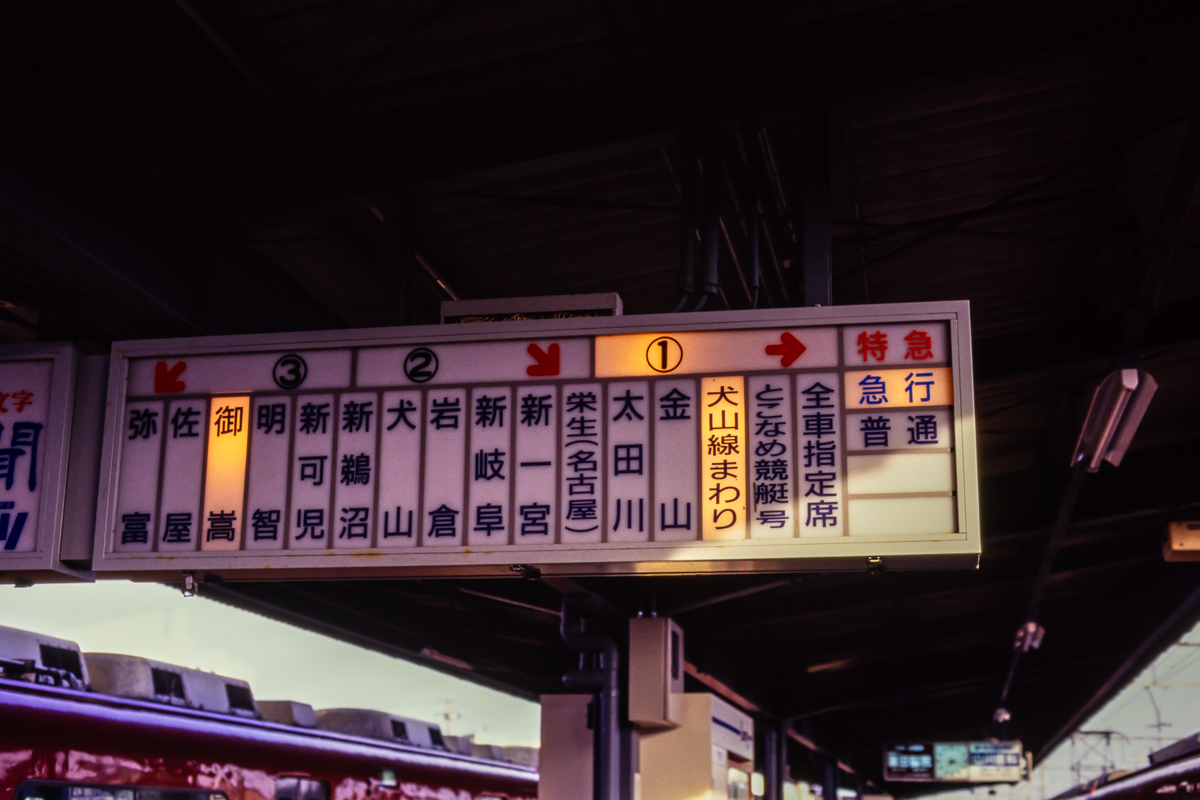 ③
②
①
特急
急行
普通
弥富
佐屋
御嵩
明智
新可児
新鵜沼
犬山
岩倉
新岐阜
新一宮
栄生(名古屋)
太田川
金山
犬山線まわり
とこなめ競艇号
全車指定席
文字